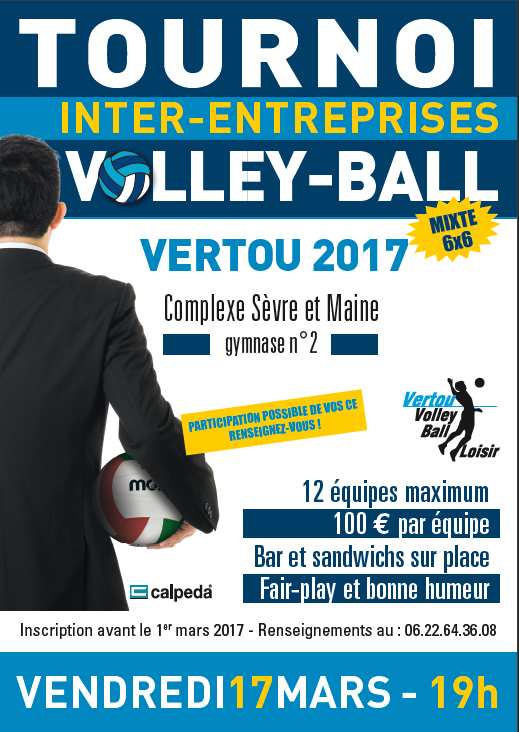 TOURNOI
INTER-ENTREPRISES
VOLLEY-BALL
MIXTE
6x6
VERTOU 2017
Complexe Sèvre et Maine
gymnase n°2
PARTICIPATION POSSIBLE DE VOS CE
RENSEIGNEZ-VOUS !
Vertou
Volley
Ball
Loisir
12 équipes maximum
100 € par équipe
Bar et sandwichs sur place
Fair-play et bonne humeur
calpeda
Inscription avant le 1er mars 2017 - Renseignements au : 06.22.64.36.08
VENDREDI17MARS - 19h